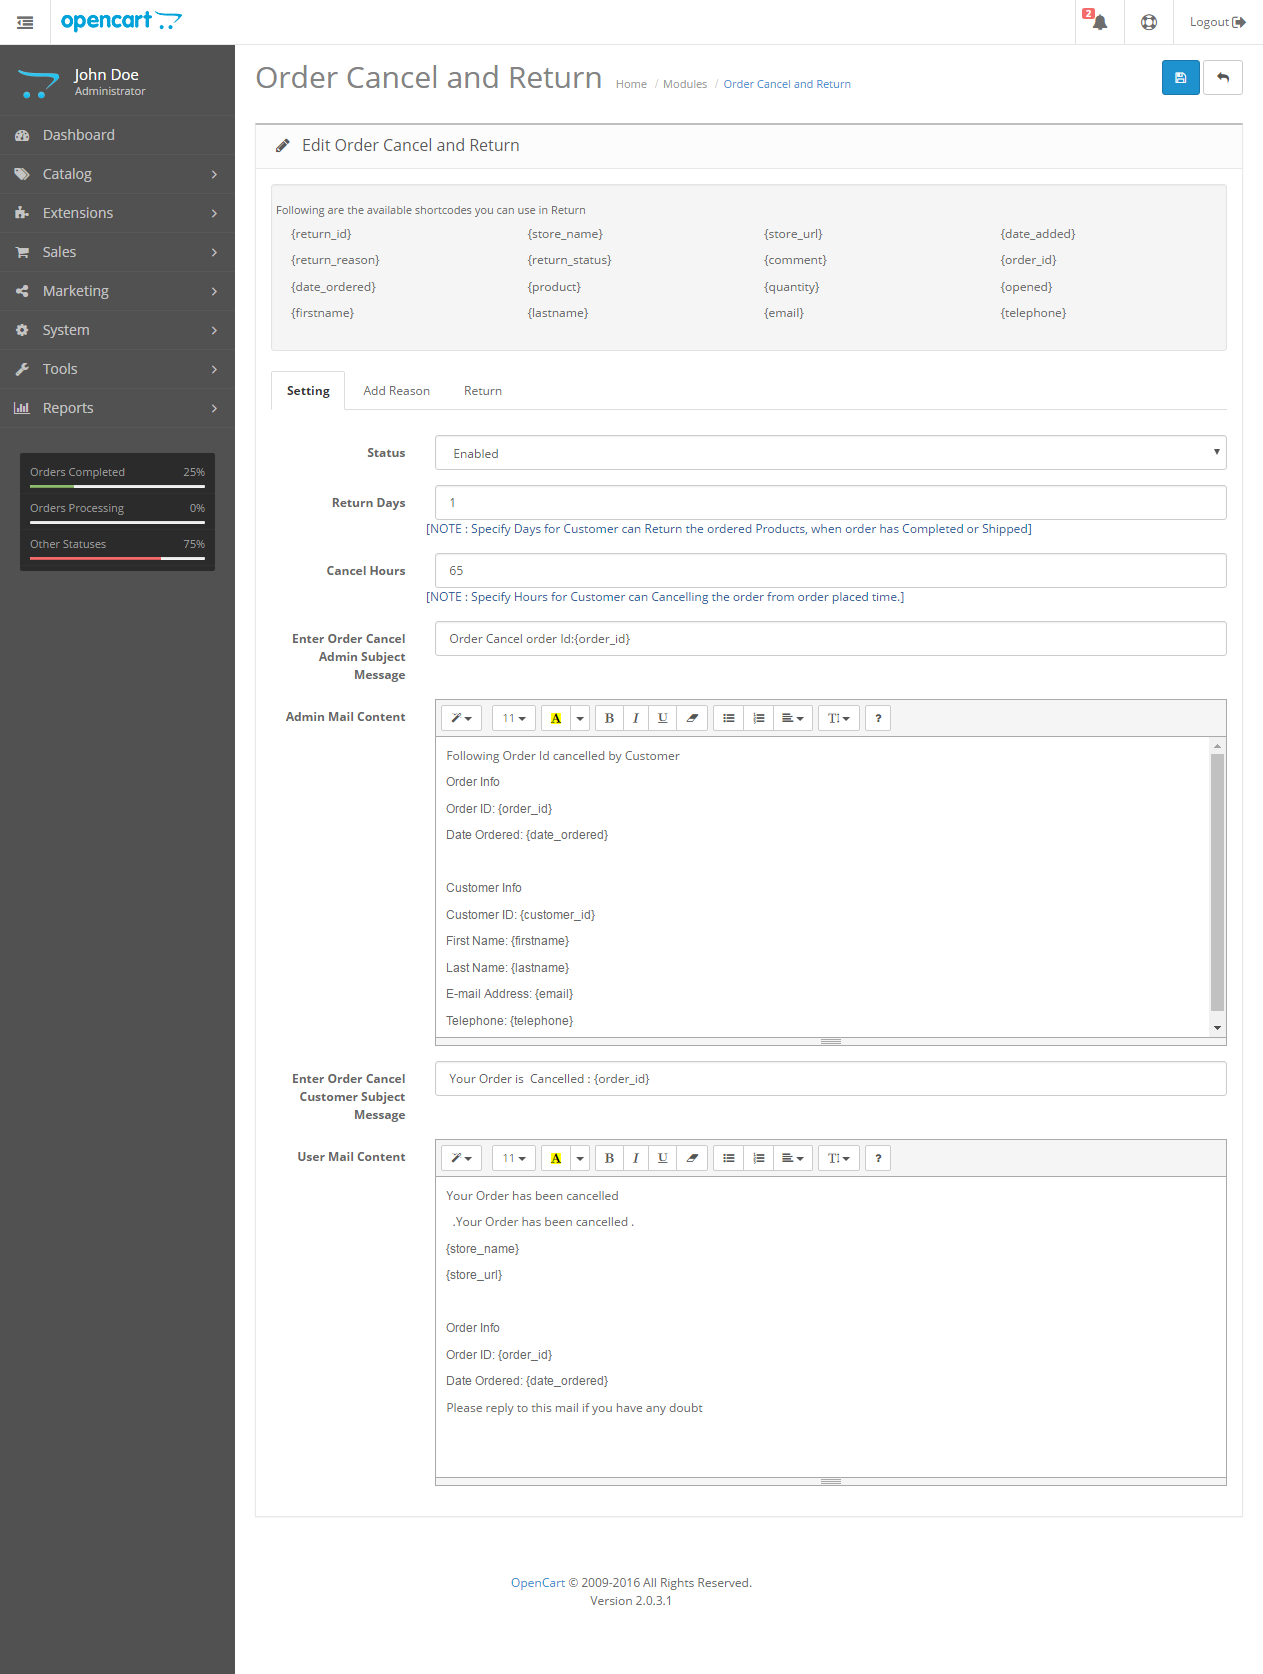 opencart
2
Logout
John Doe
Administrator
Dashboard
Catalog
Extensions
Sales
Marketing
System
Tools
Reports
Orders Completed 25%
Orders Processing 0%
Other Statuses 75%
Order Cancel and Return Home / Modules / Order Cancel and Return
Edit Order Cancel and Return
Following are the available shortcodes you can use in Return
{return_id} {store_name} {store_url} {date_added}
{return_reason} {return_status} {comment} {order_id}
{date_ordered} {product} {quantity} {opened}
{firstname} {lastname} {email} {telephone}
Setting Add Reason Return
Status Enabled
Return Days 1
[NOTE : Specify Days for Customer can Return the ordered Products, when order has Completed or Shipped]
Cancel Hours 65
[NOTE : Specify Hours for Customer can Cancelling the order from order placed time.]
Enter Order Cancel
Admin Subject
Message
Order Cancel order Id:{order_id}
Admin Mail Content
11 A B I U TI ?
Following Order Id cancelled by Customer
Order Info
Order ID: {order_id}
Date Ordered: {date_ordered}
Customer Info
Customer ID: {customer_id}
First Name: {firstname}
Last Name: {lastname}
E-mail Address: {email}
Telephone: {telephone}
Enter Order Cancel
Customer Subject
Message
Your Order is  Cancelled : {order_id}
User Mail Content
11 A B I U TI ?
Your Order has been cancelled
.Your Order has been cancelled .
{store_name}
{store_url}
Order Info
Order ID: {order_id}
Date Ordered: {date_ordered}
Please reply to this mail if you have any doubt
OpenCart © 2009-2016 All Rights Reserved.
Version 2.0.3.1